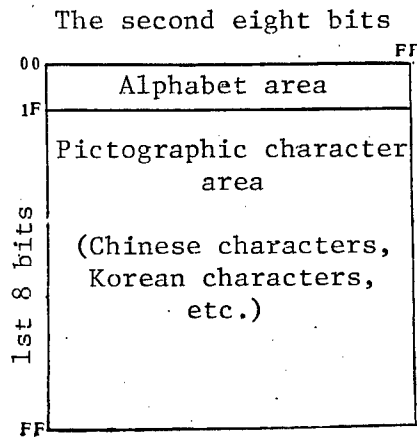 The second eight bits
FF
00
Alphabet area
1F
Pictographic character
area
(Chinese characters,
Korean characters,
etc.)
1st 8 bits
FF